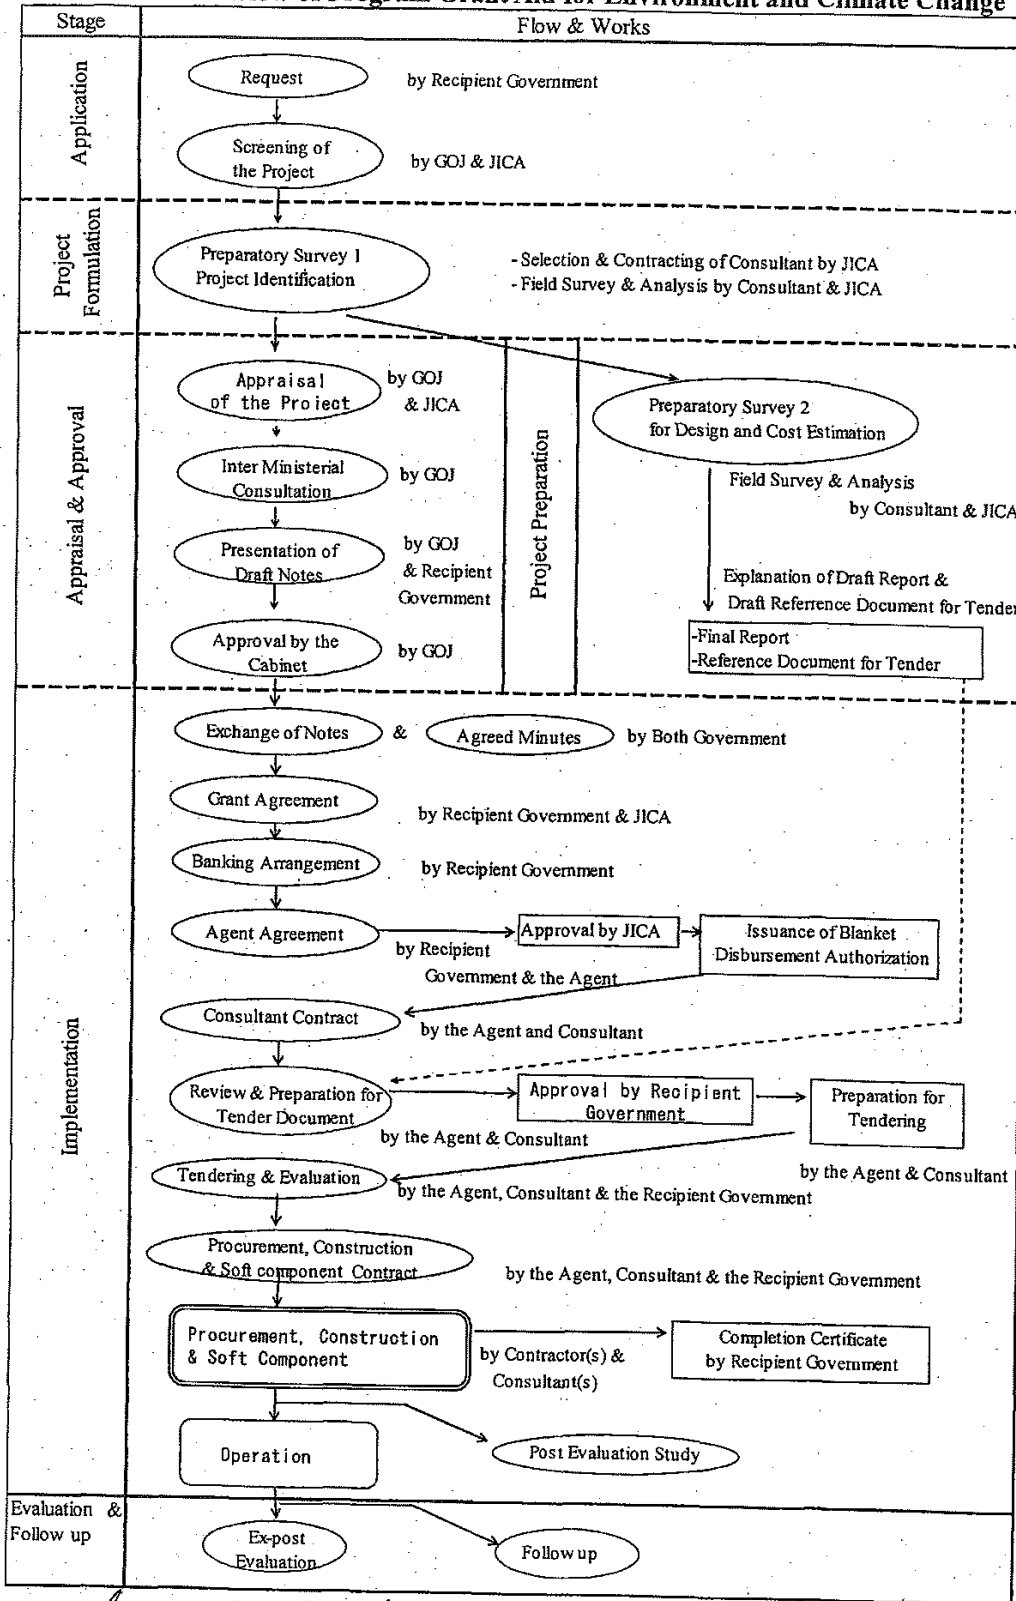 Program Grant Aid for Environment and Climate Change
Stage
Flow & Works
Application
Request
by Recipient Government
Screening of
the Project
by GOJ & JICA
Project
Formulation
Preparatory Survey 1
Project Identification
- Selection & Contracting of Consultant by JICA
- Field Survey & Analysis by Consultant & JICA
Appraisal & Approval
Appraisal
of the Project
by GOJ
& JICA
Inter Ministerial
Consultation
by GOJ
Presentation of
Draft Notes
by GOJ
& Recipient
Government
Approval by the
Cabinet
by GOJ
Project Preparation
Preparatory Survey 2
for Design and Cost Estimation
Field Survey & Analysis
by Consultant & JICA
Explanation of Draft Report &
Draft Referrence Document for Tender
-Final Report
-Reference Document for Tender
Implementation
Exchange of Notes
&
Agreed Minutes
by Both Government
Grant Agreement
by Recipient Government & JICA
Banking Arrangement
by Recipient Government
Agent Agreement
by Recipient
Government & the Agent
Approval by JICA
Issuance of Blanket
Disbursement Authorization
Consultant Contract
by the Agent and Consultant
Review & Preparation for
Tender Document
by the Agent & Consultant
Approval by Recipient
Government
Preparation for
Tendering
by the Agent & Consultant
Tendering & Evaluation
by the Agent, Consultant & the Recipient Government
Procurement, Construction
& Soft component Contract
by the Agent, Consultant & the Recipient Government
Procurement, Construction
& Soft Component
by Contractor(s) &
Consultant(s)
Completion Certificate
by Recipient Government
Operation
Post Evaluation Study
Evaluation &
Follow up
Ex-post
Evaluation
Follow up